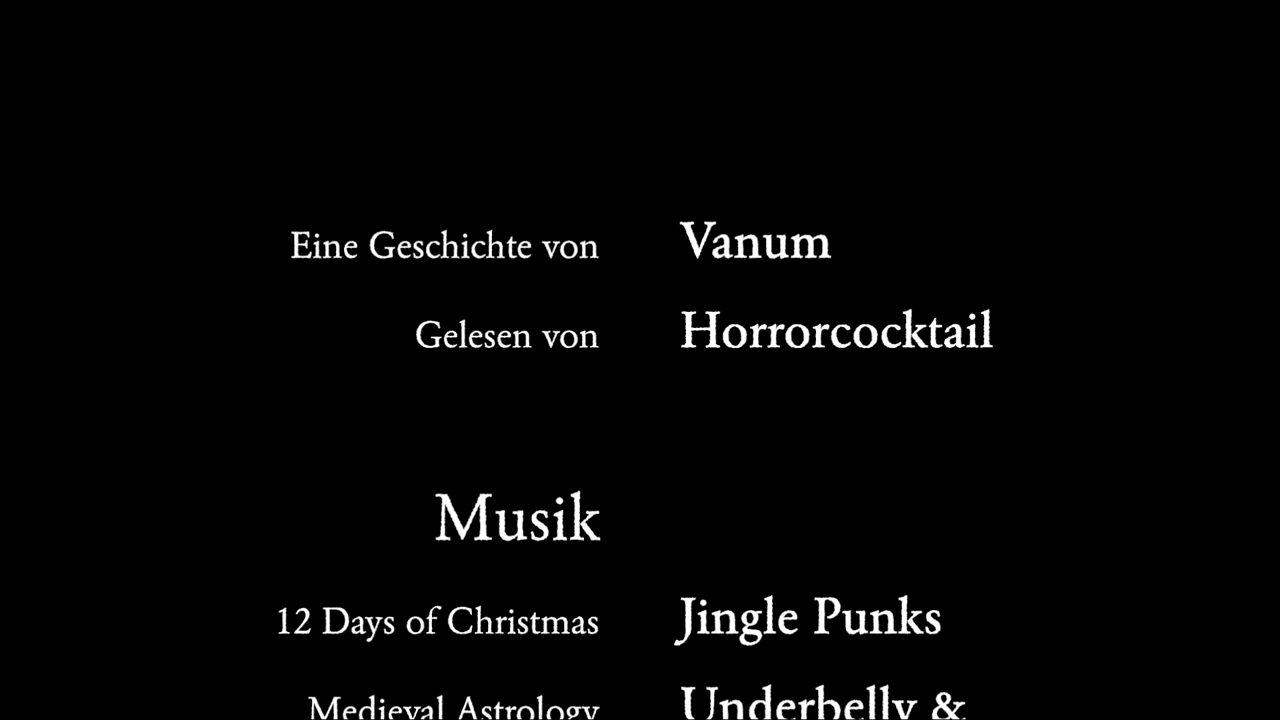 Eine Geschichte von Vanum
Gelesen von Horrorcocktail
Musik
12 Days of Christmas Jingle Punks
Medieval Astrology Underbelly &